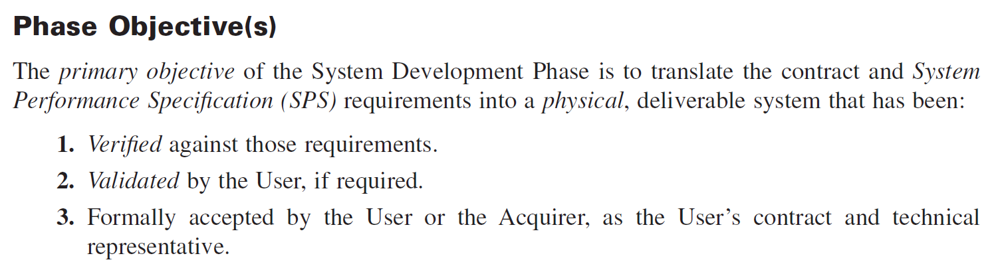 Phase Objective(s)
The primary objective of the System Development Phase is to translate the contract and System
Performance Specification (SPS) requirements into a physical, deliverable system that has been:
1. Verified against those requirements.
2. Validated by the User, if required.
3. Formally accepted by the User or the Acquirer, as the User’s contract and technical
representative.